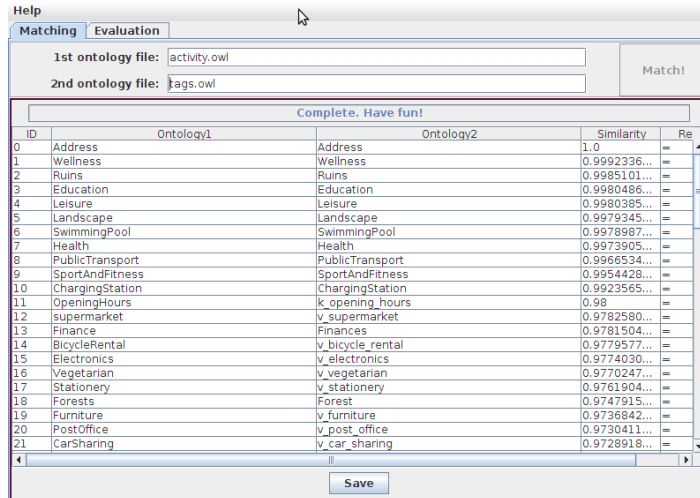 Help
Matching Evaluation
1st ontology file: activity.owl
2nd ontology file: tags.owl
Match!
Complete. Have fun!
ID Ontology1 Ontology2 Similarity Re
0 Address Address 1.0 =
1 Wellness Wellness 0.9992336... =
2 Ruins Ruins 0.9985101... =
3 Education Education 0.9980486... =
4 Leisure Leisure 0.9980385... =
5 Landscape Landscape 0.9979345... =
6 SwimmingPool SwimmingPool 0.9978987... =
7 Health Health 0.9973905... =
8 PublicTransport PublicTransport 0.9966534... =
9 SportAndFitness SportAndFitness 0.9954428... =
10 ChargingStation ChargingStation 0.9923565... =
11 OpeningHours k_opening_hours 0.98 =
12 supermarket v_supermarket 0.9782580... =
13 Finance Finances 0.9781504... =
14 BicycleRental v_bicycle_rental 0.9779577... =
15 Electronics v_electronics 0.9774030... =
16 Vegetarian v_vegetarian 0.9770247... =
17 Stationery v_stationery 0.9761904... =
18 Forests Forest 0.9747915... =
19 Furniture v_furniture 0.9736842... =
20 PostOffice v_post_office 0.9730411... =
21 CarSharing v_car_sharing 0.9728918... =
Save